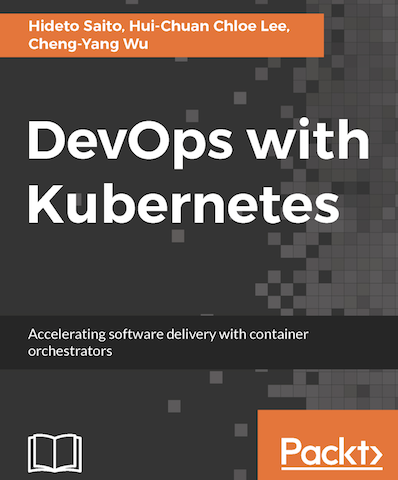 Hideto Saito, Hui-Chuan Chloe Lee,
Cheng-Yang Wu
DevOps with
Kubernetes
Accelerating software delivery with container
orchestrators
Packt>